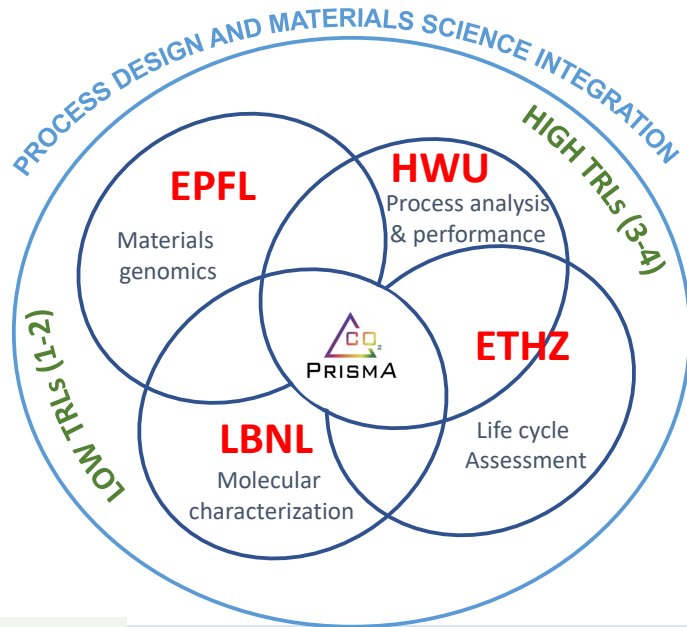 PROCESS DESIGN AND MATERIALS SCIENCE INTEGRATION
HIGH TRLs (3-4)
EPFL
Materials
genomics
HWU
Process analysis
& performance
CO2
PRISMA
ETHZ
Life cycle
Assessment
LBNL
Molecular
characterization
LOW TRLs (1-2)